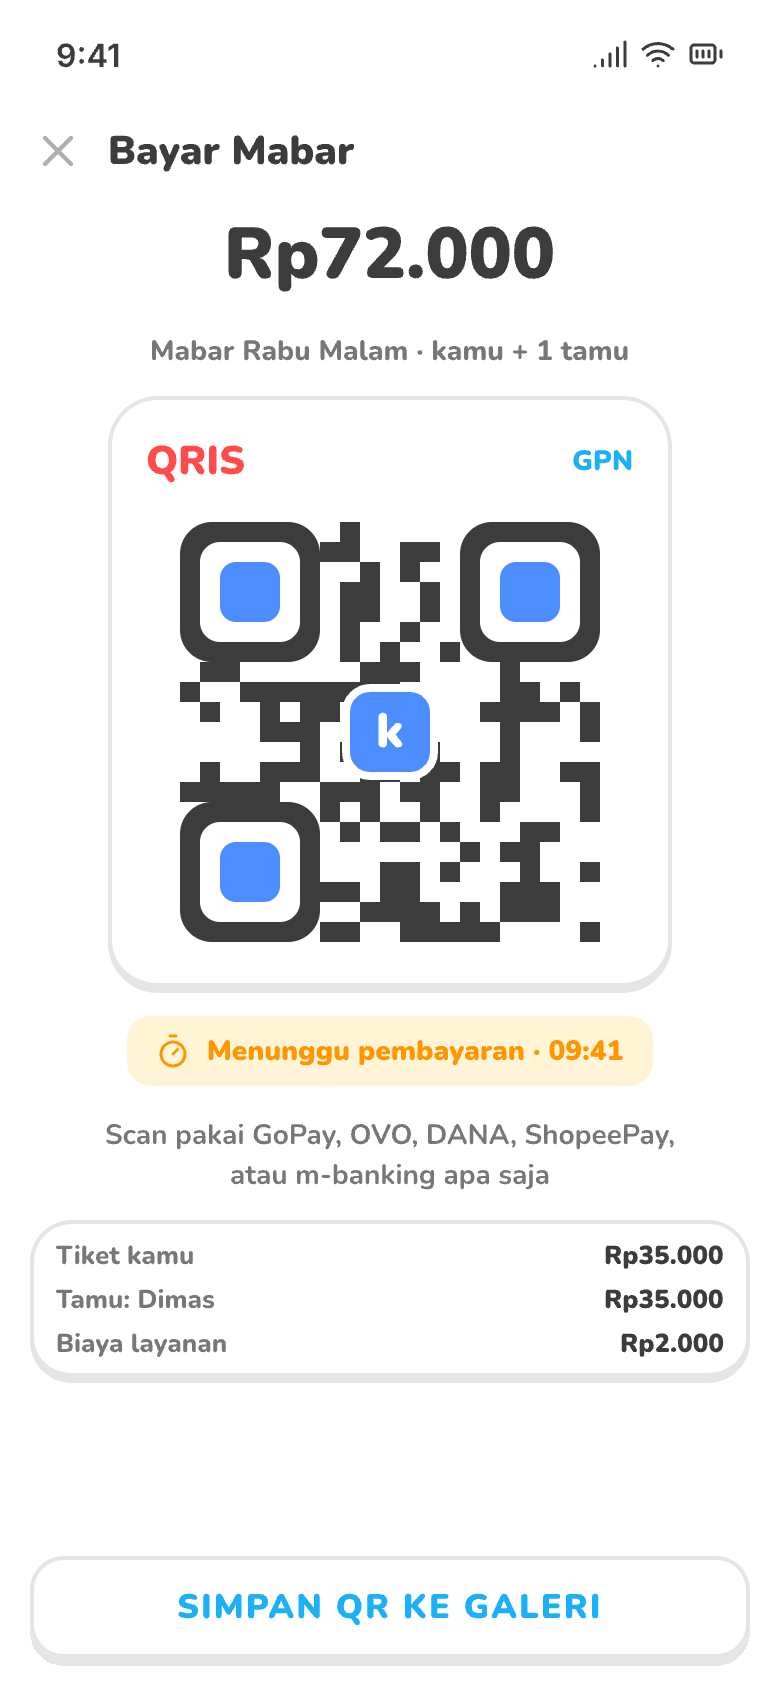 9:41
Bayar Mabar
Rp72.000
Mabar Rabu Malam · kamu + 1 tamu
QRIS GPN
k
Menunggu pembayaran · 09:41
Scan pakai GoPay, OVO, DANA, ShopeePay,
atau m-banking apa saja
Tiket kamu Rp35.000
Tamu: Dimas Rp35.000
Biaya layanan Rp2.000
SIMPAN QR KE GALERI